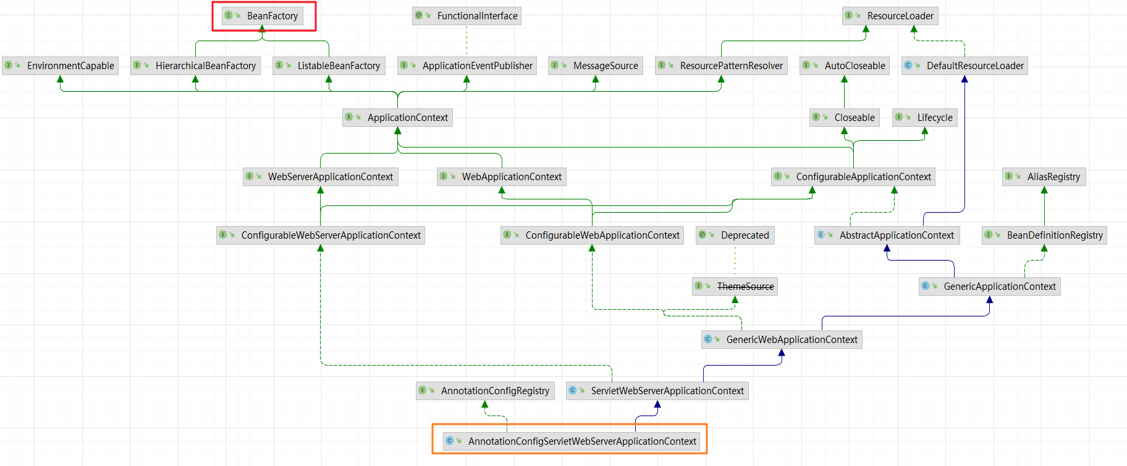 BeanFactory
FunctionalInterface
ResourceLoader
EnvironmentCapable
HierarchicalBeanFactory
ListableBeanFactory
ApplicationEventPublisher
MessageSource
ResourcePatternResolver
AutoCloseable
DefaultResourceLoader
ApplicationContext
Closeable
Lifecycle
WebServerApplicationContext
WebApplicationContext
ConfigurableApplicationContext
AliasRegistry
ConfigurableWebServerApplicationContext
ConfigurableWebApplicationContext
Deprecated
AbstractApplicationContext
BeanDefinitionRegistry
ThemeSource
GenericApplicationContext
GenericWebApplicationContext
AnnotationConfigRegistry
ServletWebServerApplicationContext
AnnotationConfigServletWebServerApplicationContext